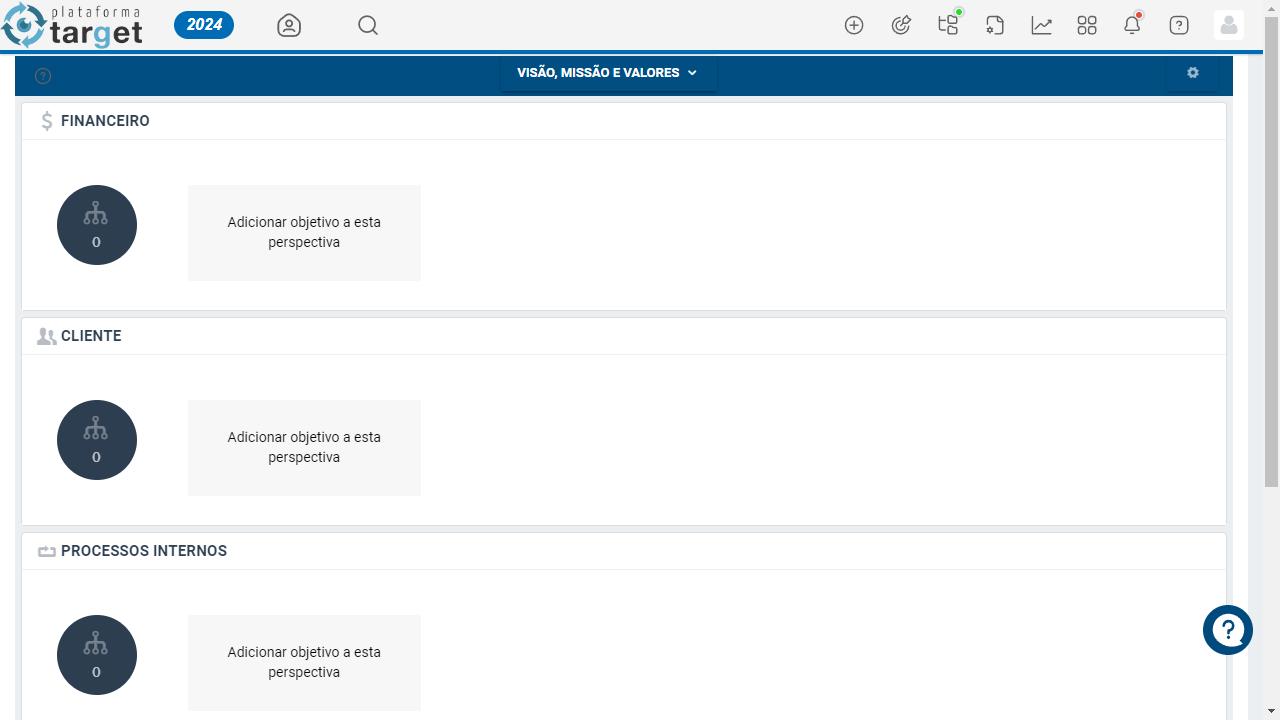 plataforma
target
2024
VISÃO, MISSÃO E VALORES
FINANCEIRO
0
Adicionar objetivo a esta
perspectiva
CLIENTE
0
Adicionar objetivo a esta
perspectiva
PROCESSOS INTERNOS
0
Adicionar objetivo a esta
perspectiva